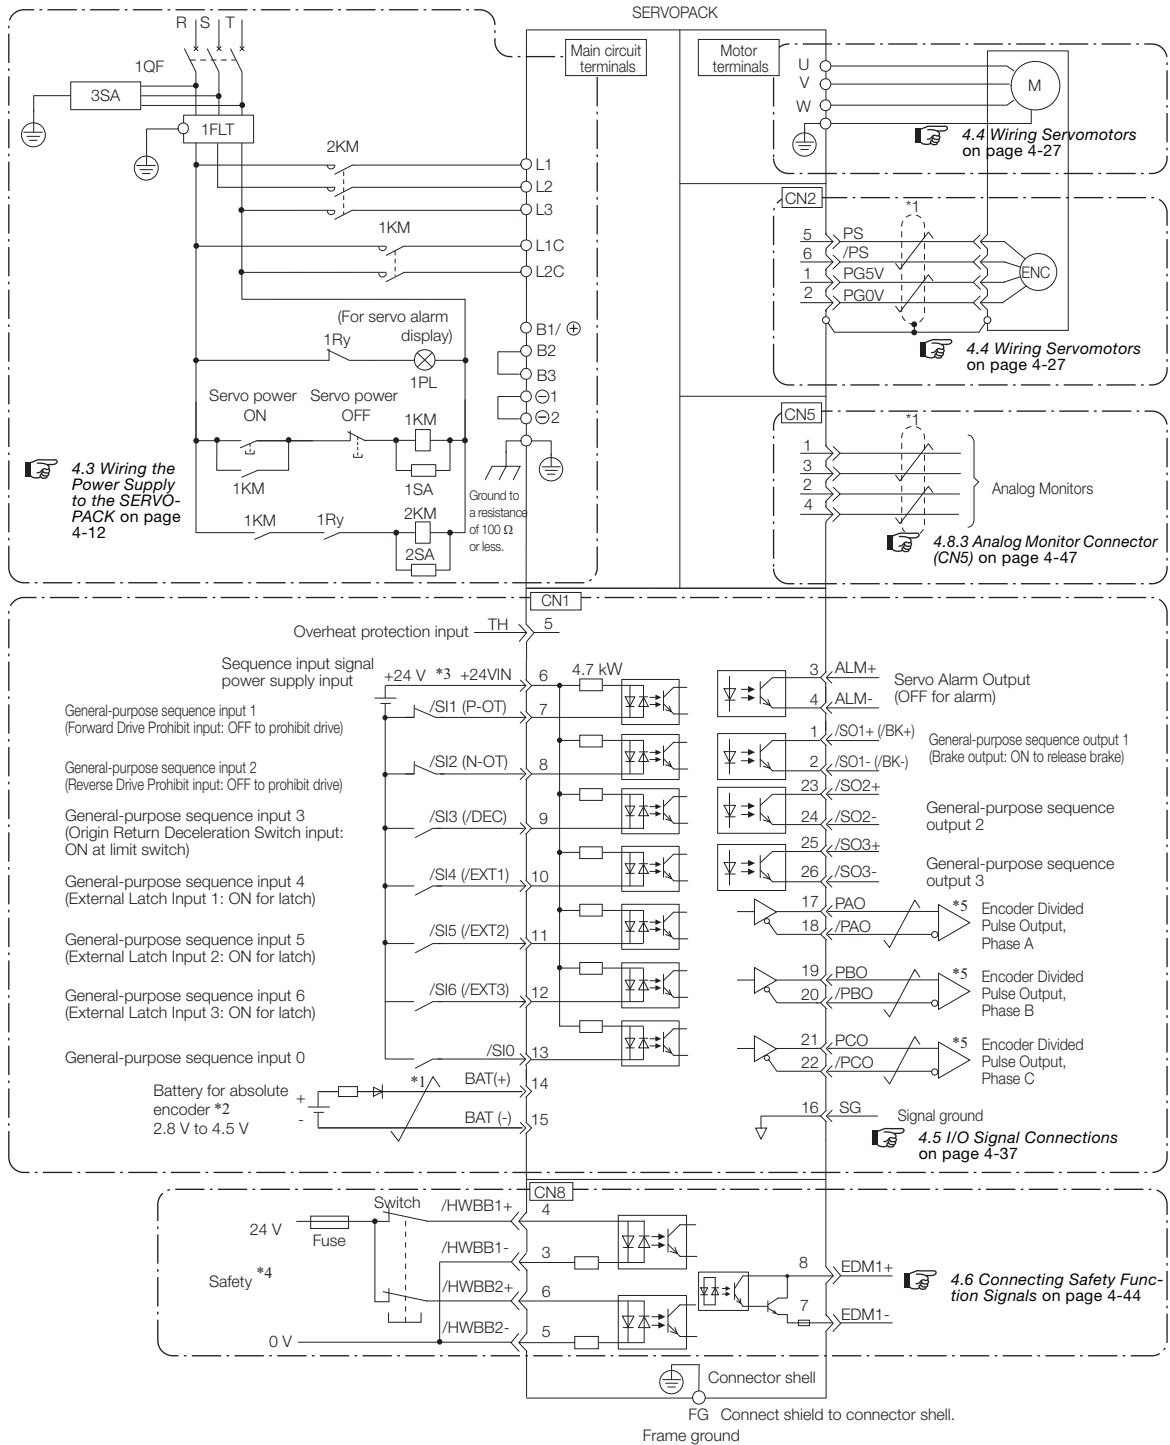 SERVOPACK
R S T
Main circuit
terminals
Motor
terminals
1QF
3SA
1FLT
2KM
L1
L2
L3
1KM
L1C
L2C
(For servo alarm
display)
1Ry
1PL
B1/ ⊕
B2
B3
⊖1
⊖2
Servo power
ON
Servo power
OFF
1KM
1KM
1SA
4.3 Wiring the
Power Supply
to the SERVO-
PACK on page
4-12
1KM
1Ry
2KM
2SA
Ground to
a resistance
of 100 Ω
or less.
U
V
W
M
4.4 Wiring Servomotors
on page 4-27
CN2
*1
5 PS
6 /PS
1 PG5V
2 PG0V
ENC
4.4 Wiring Servomotors
on page 4-27
CN5
*1
1
3
2
4
Analog Monitors
4.8.3 Analog Monitor Connector
(CN5) on page 4-47
CN1
Overheat protection input TH 5
Sequence input signal
power supply input
+24 V *3 +24VIN 6
4.7 kW
General-purpose sequence input 1
(Forward Drive Prohibit input: OFF to prohibit drive)
/SI1 (P-OT) 7
General-purpose sequence input 2
(Reverse Drive Prohibit input: OFF to prohibit drive)
/SI2 (N-OT) 8
General-purpose sequence input 3
(Origin Return Deceleration Switch input:
ON at limit switch)
/SI3 (/DEC) 9
General-purpose sequence input 4
(External Latch Input 1: ON for latch)
/SI4 (/EXT1) 10
General-purpose sequence input 5
(External Latch Input 2: ON for latch)
/SI5 (/EXT2) 11
General-purpose sequence input 6
(External Latch Input 3: ON for latch)
/SI6 (/EXT3) 12
General-purpose sequence input 0
/SI0 13
Battery for absolute
encoder *2
2.8 V to 4.5 V
+
-
*1
BAT(+) 14
BAT (-) 15
3 ALM+
4 ALM-
Servo Alarm Output
(OFF for alarm)
1 /SO1+ (/BK+)
2 /SO1- (/BK-)
General-purpose sequence output 1
(Brake output: ON to release brake)
23 /SO2+
24 /SO2-
General-purpose sequence
output 2
25 /SO3+
26 /SO3-
General-purpose sequence
output 3
17 PAO
18 /PAO
*5
Encoder Divided
Pulse Output,
Phase A
19 PBO
20 /PBO
*5
Encoder Divided
Pulse Output,
Phase B
21 PCO
22 /PCO
*5
Encoder Divided
Pulse Output,
Phase C
16 SG
Signal ground
4.5 I/O Signal Connections
on page 4-37
CN8
24 V
Fuse
Switch
Safety *4
0 V
/HWBB1+ 4
/HWBB1- 3
/HWBB2+ 6
/HWBB2- 5
8 EDM1+
7 EDM1-
4.6 Connecting Safety Func-
tion Signals on page 4-44
Connector shell
FG Connect shield to connector shell.
Frame ground